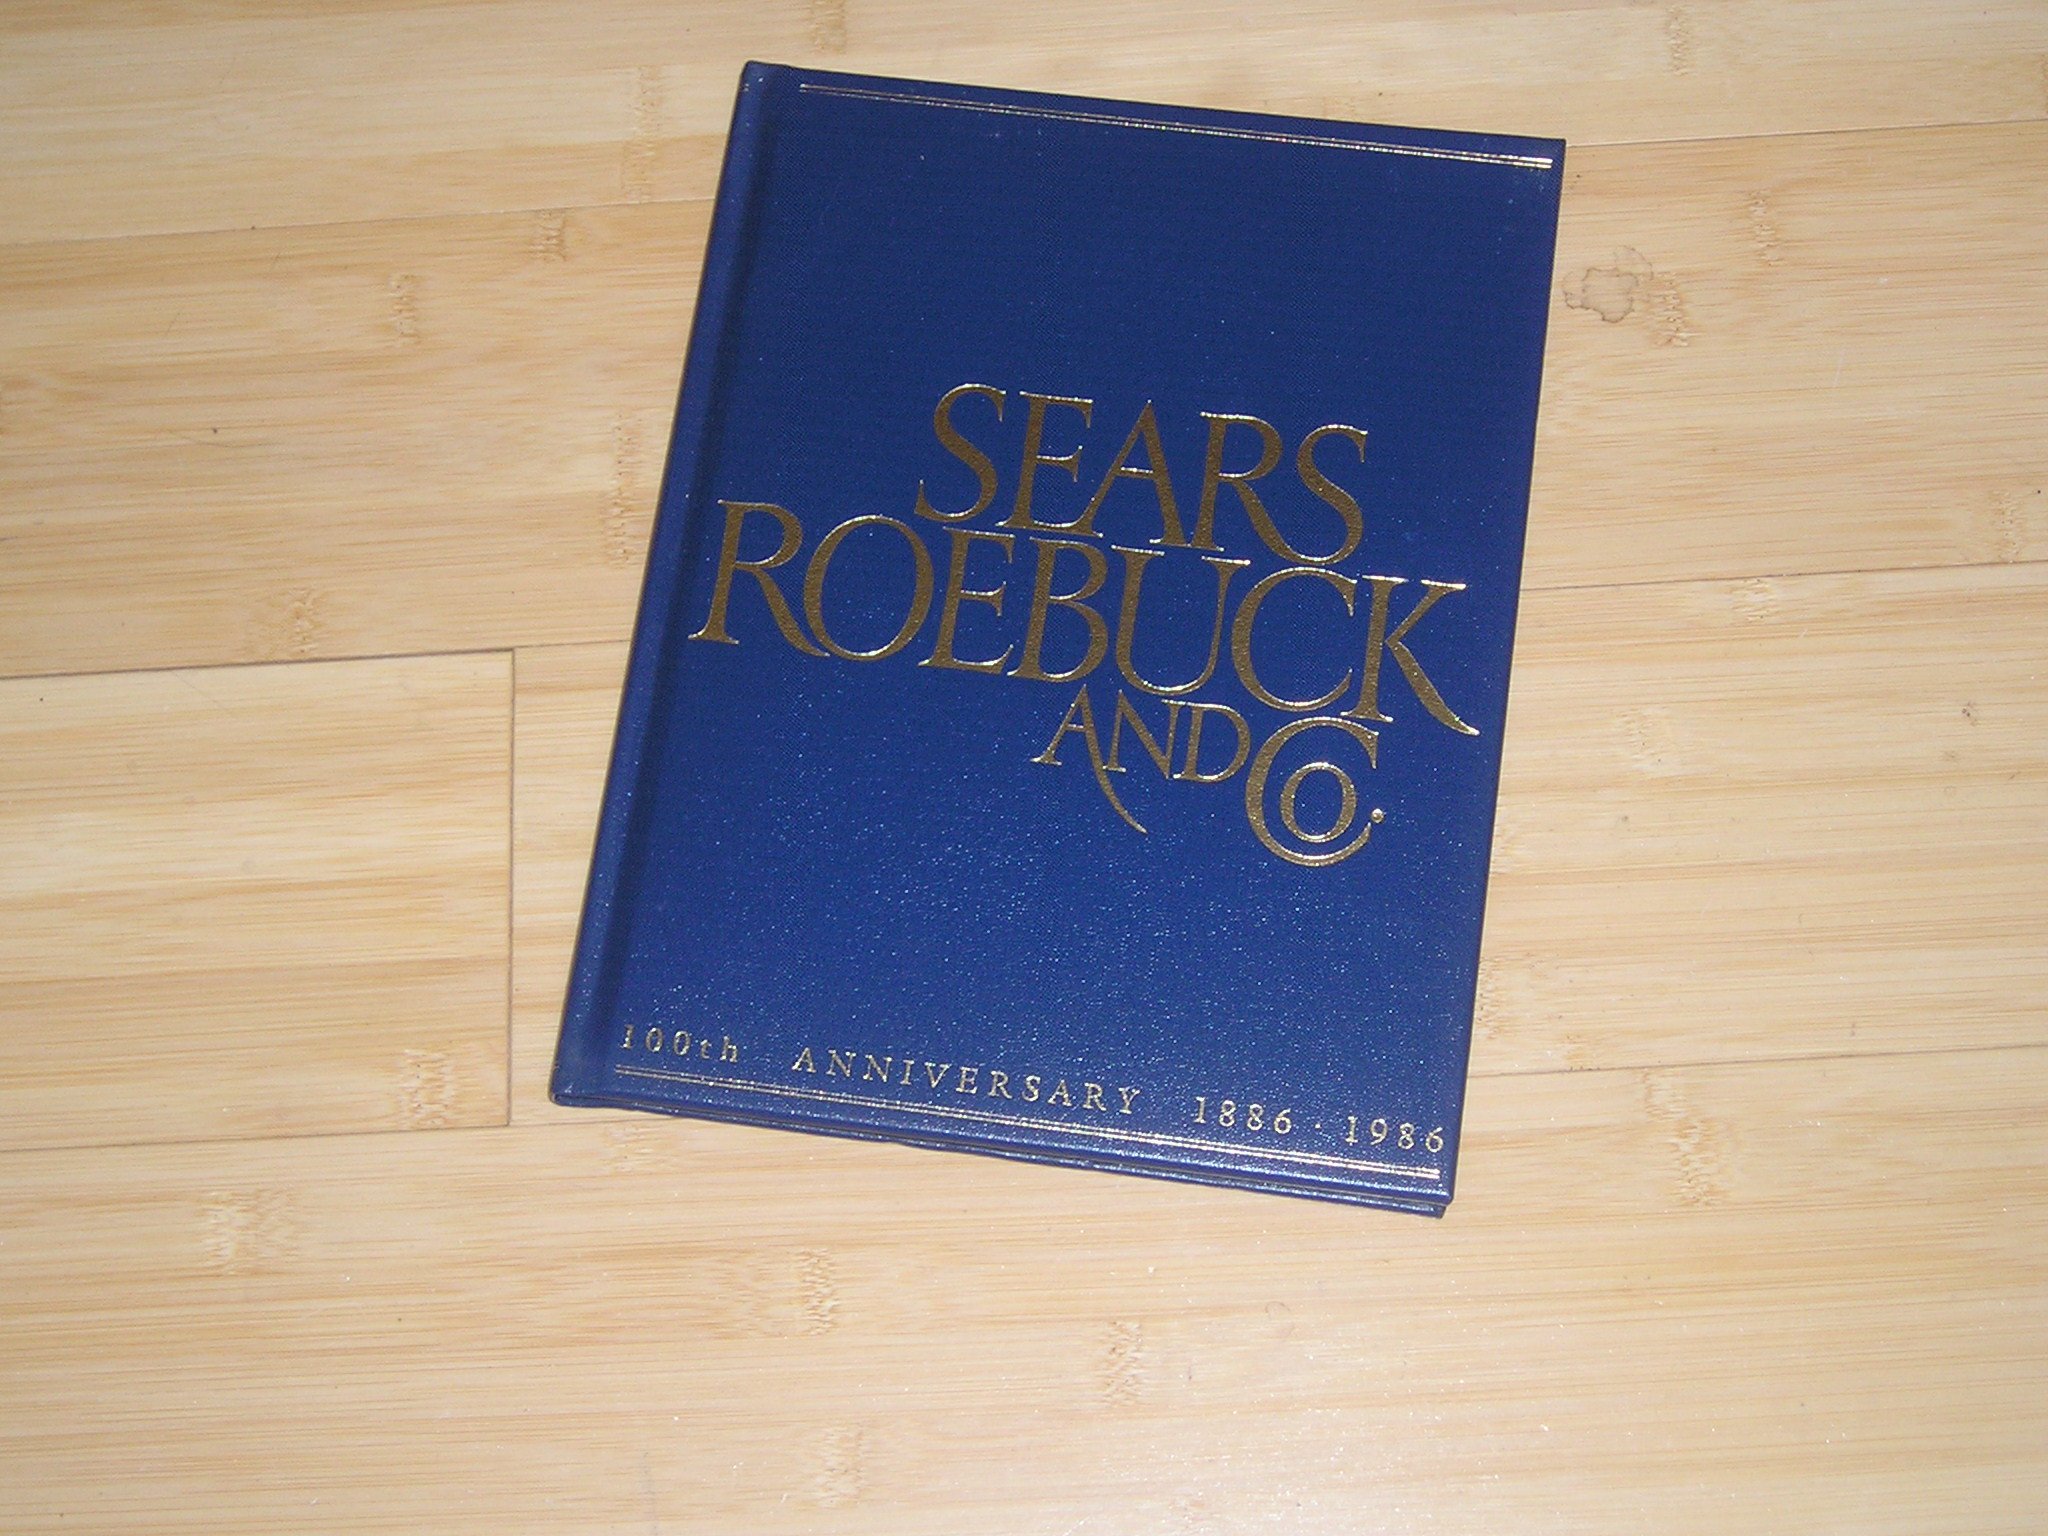 SEARS
ROEBUCK
AND CO.
100th ANNIVERSARY 1886 · 1986